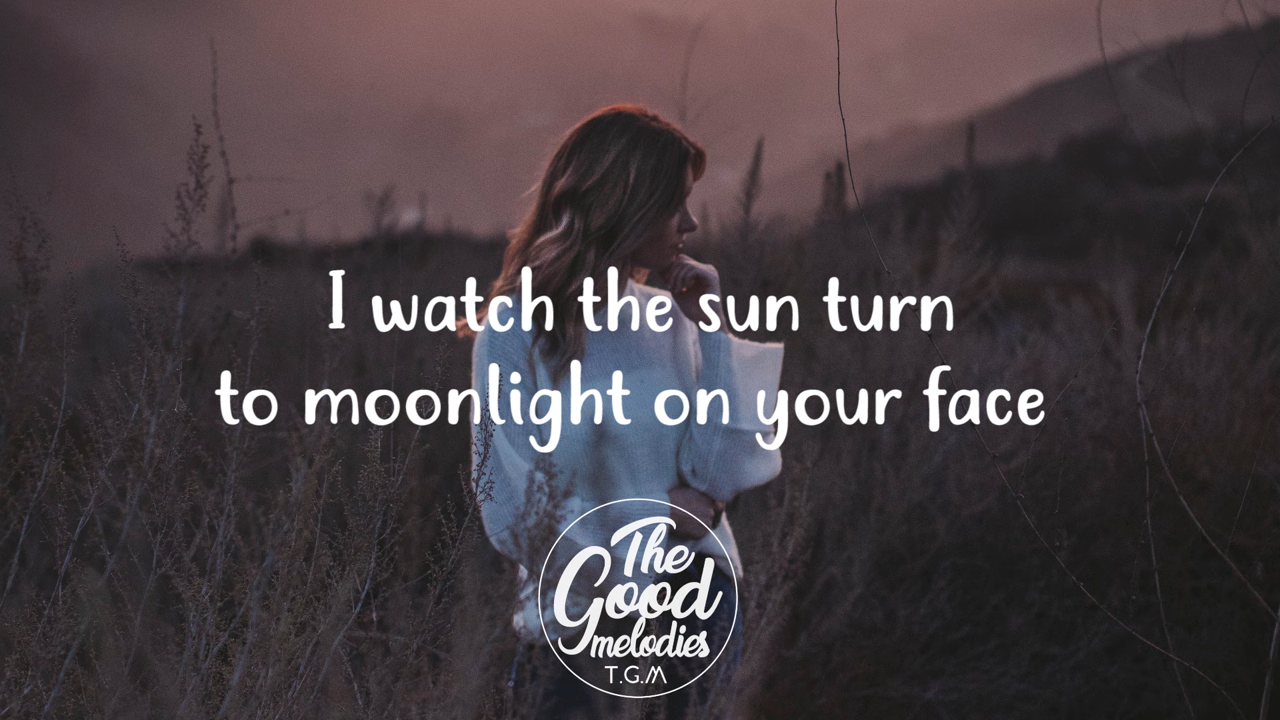 I watch the sun turn
to moonlight on your face
The
Good
melodies
T.G.M